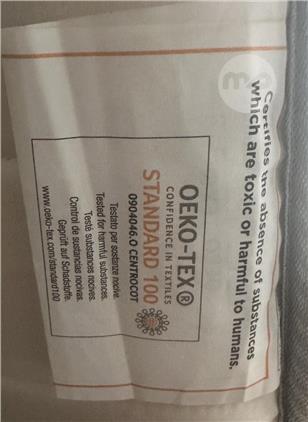 Certifies the absence of substances
which are toxic or harmful to humans.
OEKO-TEX®
CONFIDENCE IN TEXTILES
STANDARD 100
0904046.O CENTROCOT
Testato per sostanze nocive.
Tested for harmful substances.
Testé substances nocives.
Control de sustancias nocivas.
Geprüft auf Schadstoffe.
www.oeko-tex.com/standard100